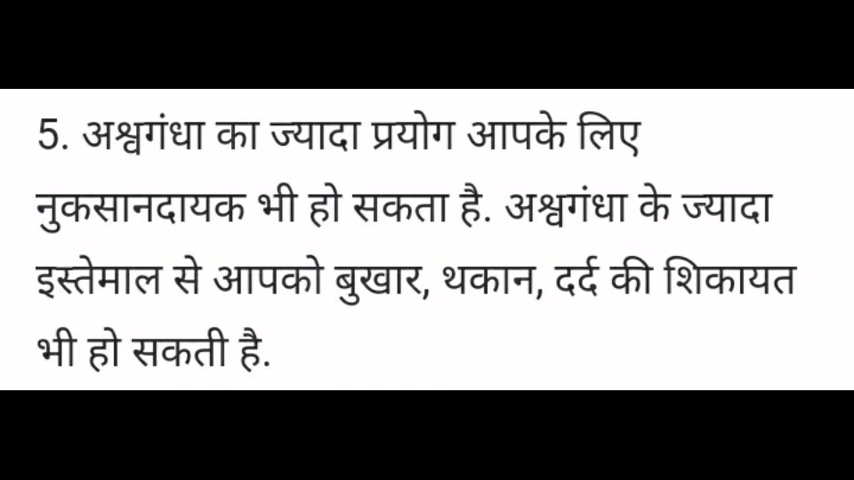 5. अश्वगंधा का ज्यादा प्रयोग आपके लिए
नुकसानदायक भी हो सकता है. अश्वगंधा के ज्यादा
इस्तेमाल से आपको बुखार, थकान, दर्द की शिकायत
भी हो सकती है.